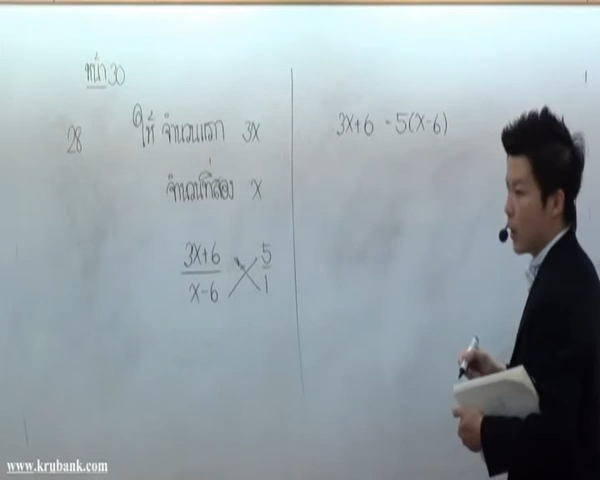 หน้า 30
28 ให้ จำนวนแรก 3x
จำนวนที่สอง x
3x+6 5
x-6 1
3x+6 = 5(x-6)
www.krubank.com